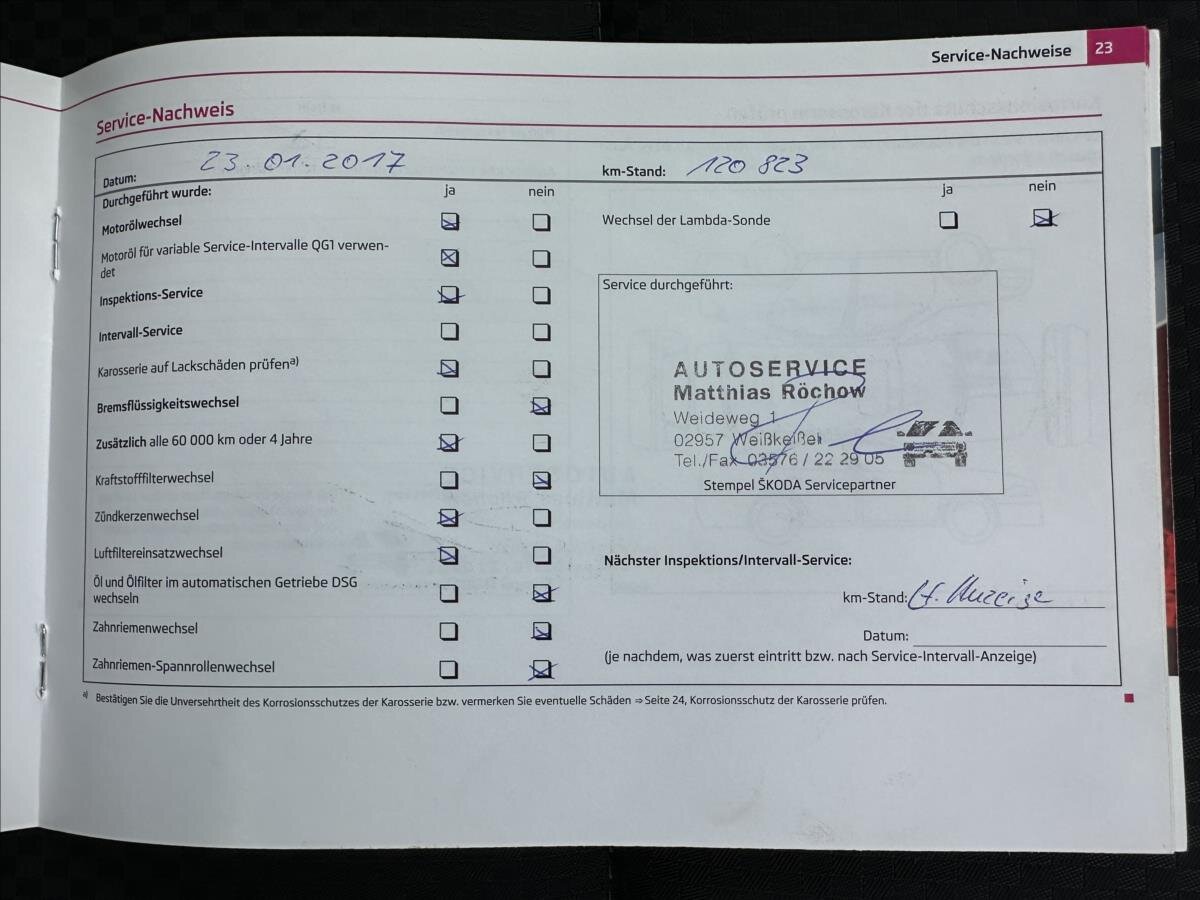 Service-Nachweise 23
Service-Nachweis
Datum: 23.01.2017
km-Stand: 120 823
Durchgeführt wurde: ja nein
ja nein
Motorölwechsel
Wechsel der Lambda-Sonde
Motoröl für variable Service-Intervalle QG1 verwen-
det
Inspektions-Service
Intervall-Service
Karosserie auf Lackschäden prüfen a)
Bremsflüssigkeitswechsel
Zusätzlich alle 60 000 km oder 4 Jahre
Kraftstofffilterwechsel
Zündkerzenwechsel
Luftfiltereinsatzwechsel
Öl und Ölfilter im automatischen Getriebe DSG
wechseln
Zahnriemenwechsel
Zahnriemen-Spannrollenwechsel
Service durchgeführt:
AUTOSERVICE
Matthias Röchow
Weideweg 1
02957 Weißkeißel
Tel./Fax 03576 / 22 29 05
Stempel ŠKODA Servicepartner
Nächster Inspektions/Intervall-Service:
km-Stand: lt. Anzeige
Datum:
(je nachdem, was zuerst eintritt bzw. nach Service-Intervall-Anzeige)
a) Bestätigen Sie die Unversehrtheit des Korrosionsschutzes der Karosserie bzw. vermerken Sie eventuelle Schäden ⇒ Seite 24, Korrosionsschutz der Karosserie prüfen.